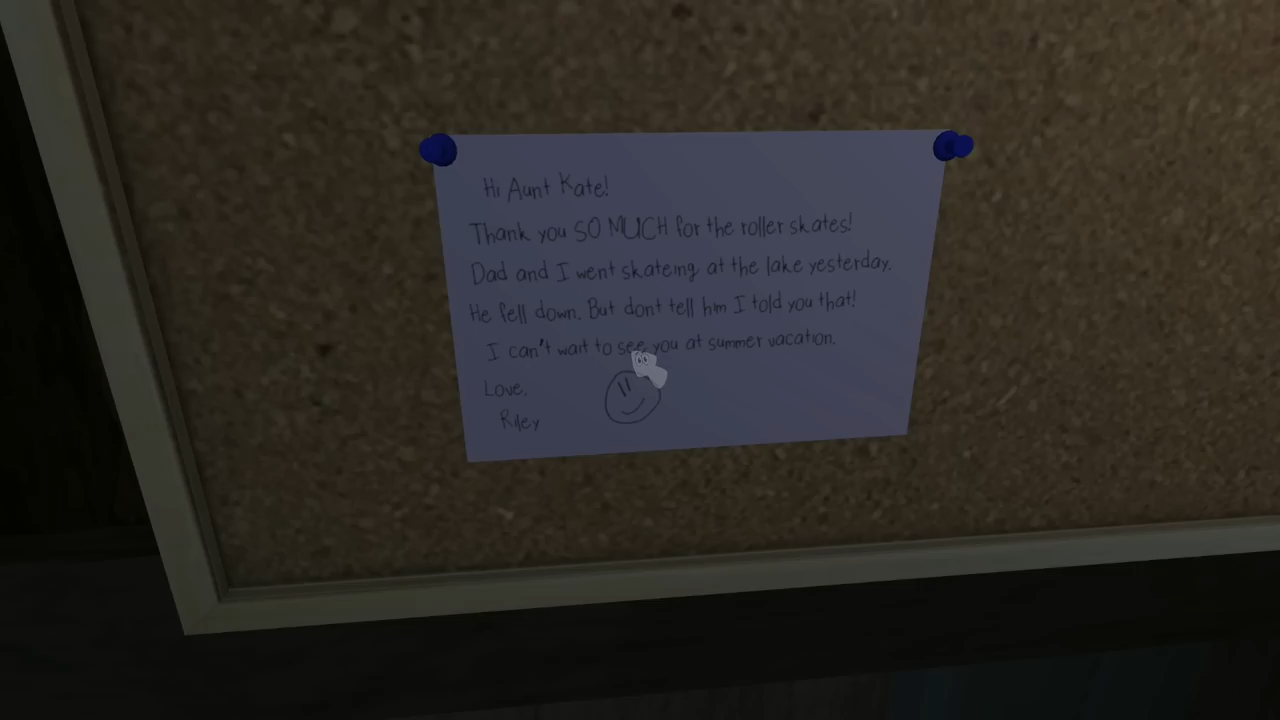 Hi Aunt Kate!
Thank you SO MUCH for the roller skates!
Dad and I went skateing at the lake yesterday.
He fell down. But dont tell him I told you that!
I can't wait to see you at summer vacation.
Love,
Riley